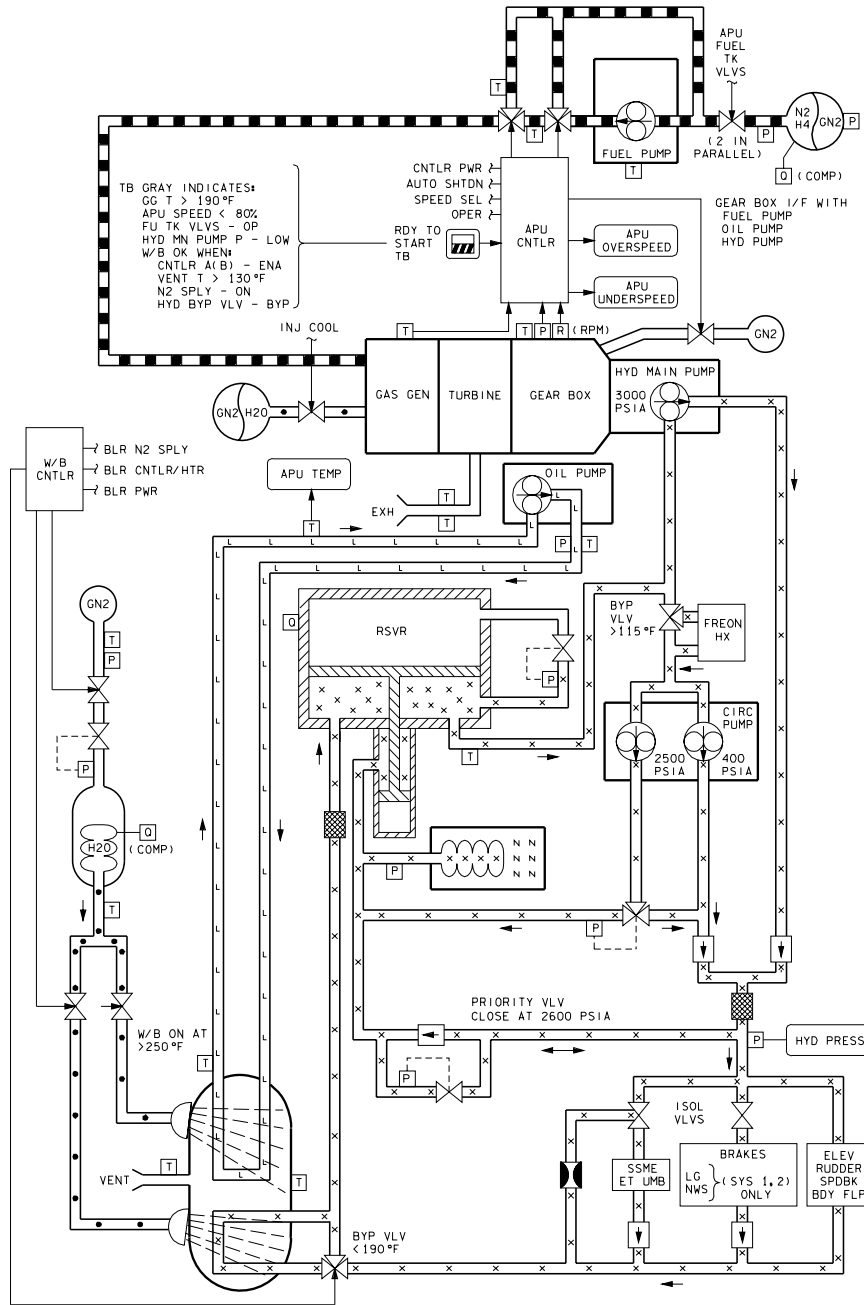 APU
FUEL
TK
VLVS
T
N2
H4
GN2
P
T
P
(2 IN
PARALLEL)
FUEL PUMP
T
Q (COMP)
CNTLR PWR
AUTO SHTDN
SPEED SEL
OPER
APU
CNTLR
GEAR BOX I/F WITH
FUEL PUMP
OIL PUMP
HYD PUMP
TB GRAY INDICATES:
GG T > 190°F
APU SPEED < 80%
FU TK VLVS - OP
HYD MN PUMP P - LOW
W/B OK WHEN:
CNTLR A(B) - ENA
VENT T > 130°F
N2 SPLY - ON
HYD BYP VLV - BYP
RDY TO
START
TB
APU
OVERSPEED
APU
UNDERSPEED
INJ COOL
T
T P R (RPM)
GN2
GAS GEN
TURBINE
GEAR BOX
HYD MAIN PUMP
3000
PSIA
GN2 H2O
W/B
CNTLR
BLR N2 SPLY
BLR CNTLR/HTR
BLR PWR
APU TEMP
OIL PUMP
EXH
T
T
T
P T
GN2
T
P
Q
RSVR
BYP
VLV
>115°F
FREON
HX
P
CIRC
PUMP
2500
PSIA
400
PSIA
P
T
H2O
Q
(COMP)
P
T
P
W/B ON AT
>250°F
PRIORITY VLV
CLOSE AT 2600 PSIA
P
HYD PRESS
T
P
ISOL
VLVS
VENT
T
T
SSME
ET UMB
BRAKES
LG
NWS
(SYS 1,2)
ONLY
ELEV
RUDDER
SPDBK
BDY FLP
BYP VLV
<190°F